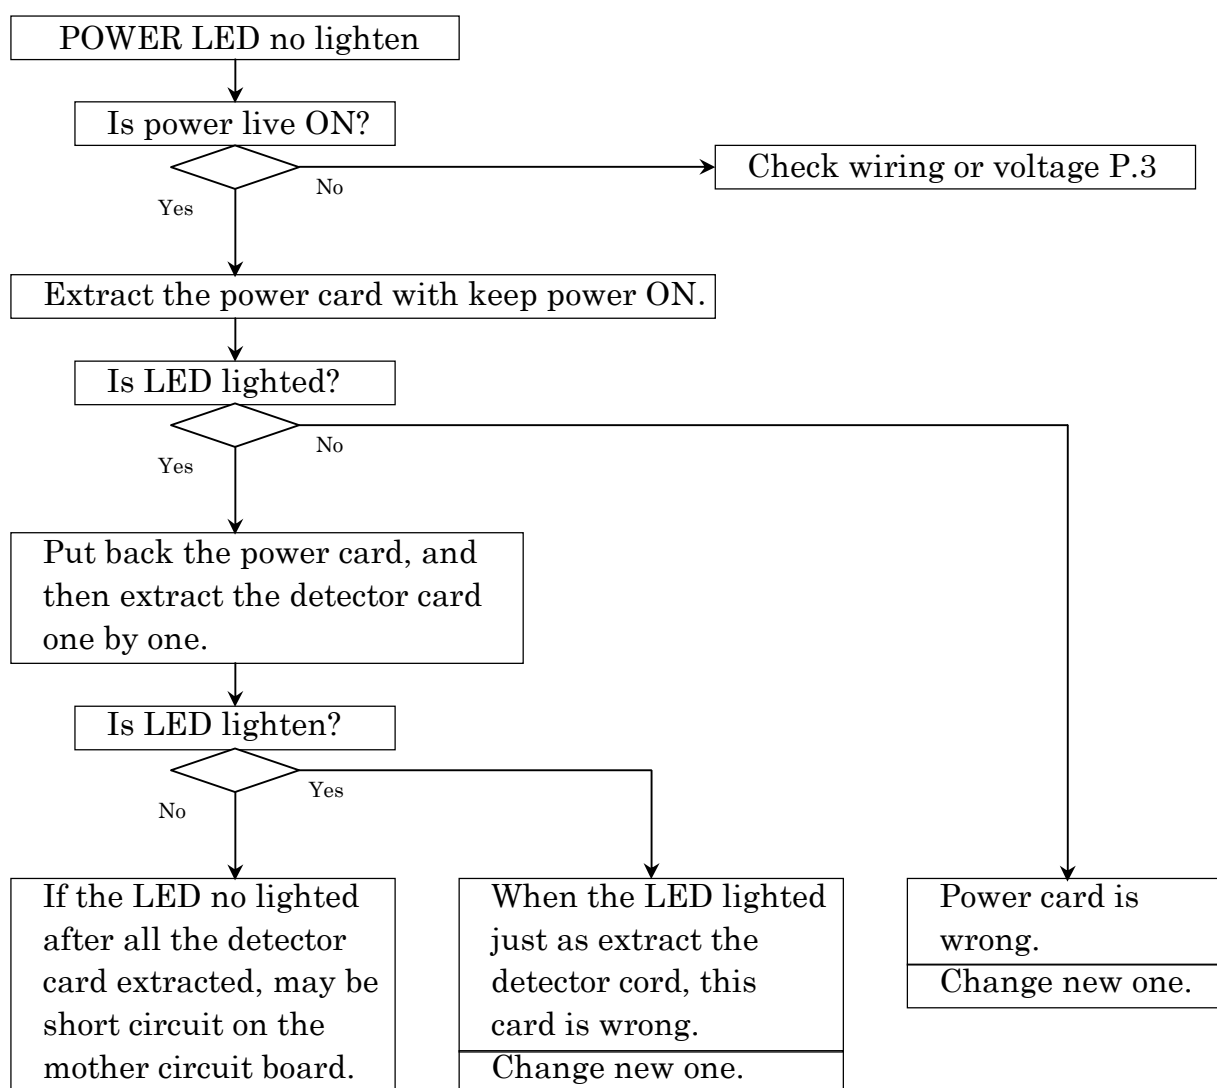 POWER LED no lighten
Is power live ON?
No
Check wiring or voltage P.3
Yes
Extract the power card with keep power ON.
Is LED lighted?
No
Yes
Put back the power card, and
then extract the detector card
one by one.
Is LED lighten?
Yes
No
If the LED no lighted
after all the detector
card extracted, may be
short circuit on the
mother circuit board.
When the LED lighted
just as extract the
detector cord, this
card is wrong.
Change new one.
Power card is
wrong.
Change new one.